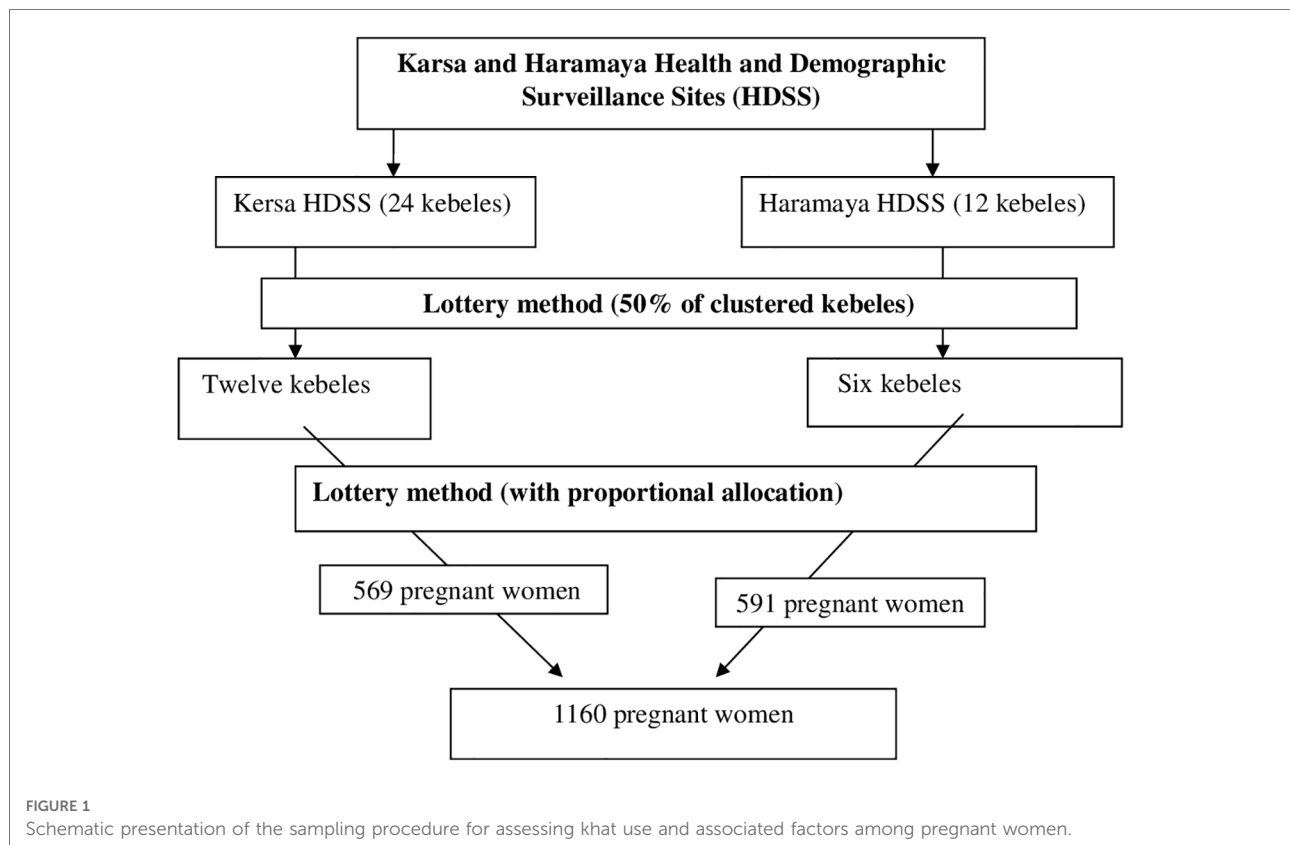 Karsa and Haramaya Health and Demographic
Surveillance Sites (HDSS)
Kersa HDSS (24 kebeles)
Haramaya HDSS (12 kebeles)
Lottery method (50% of clustered kebeles)
Twelve kebeles
Six kebeles
Lottery method (with proportional allocation)
569 pregnant women
591 pregnant women
1160 pregnant women
FIGURE 1
Schematic presentation of the sampling procedure for assessing khat use and associated factors among pregnant women.